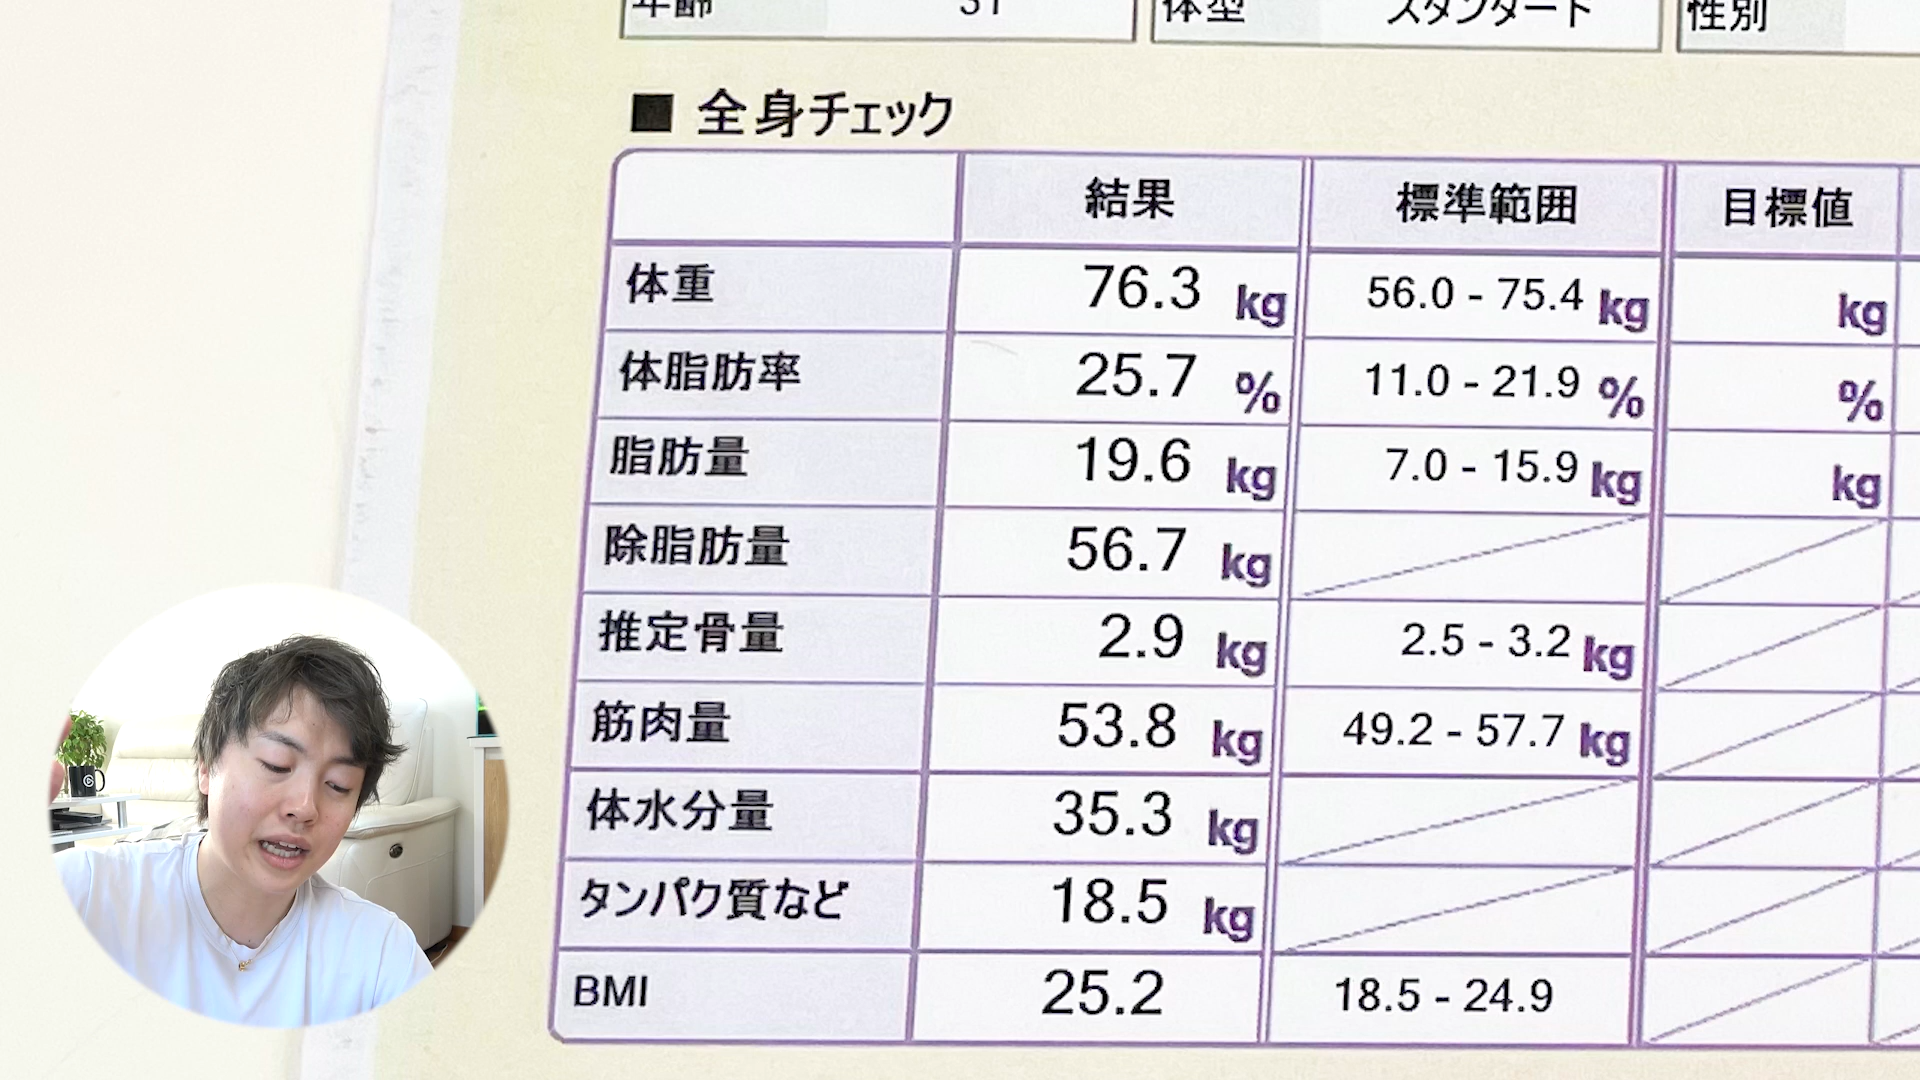 年齢 31 体型 スタンダード 性別
■ 全身チェック
結果 標準範囲 目標値
体重 76.3 kg 56.0 - 75.4 kg kg
体脂肪率 25.7 % 11.0 - 21.9 % %
脂肪量 19.6 kg 7.0 - 15.9 kg kg
除脂肪量 56.7 kg
推定骨量 2.9 kg 2.5 - 3.2 kg
筋肉量 53.8 kg 49.2 - 57.7 kg
体水分量 35.3 kg
タンパク質など 18.5 kg
BMI 25.2 18.5 - 24.9